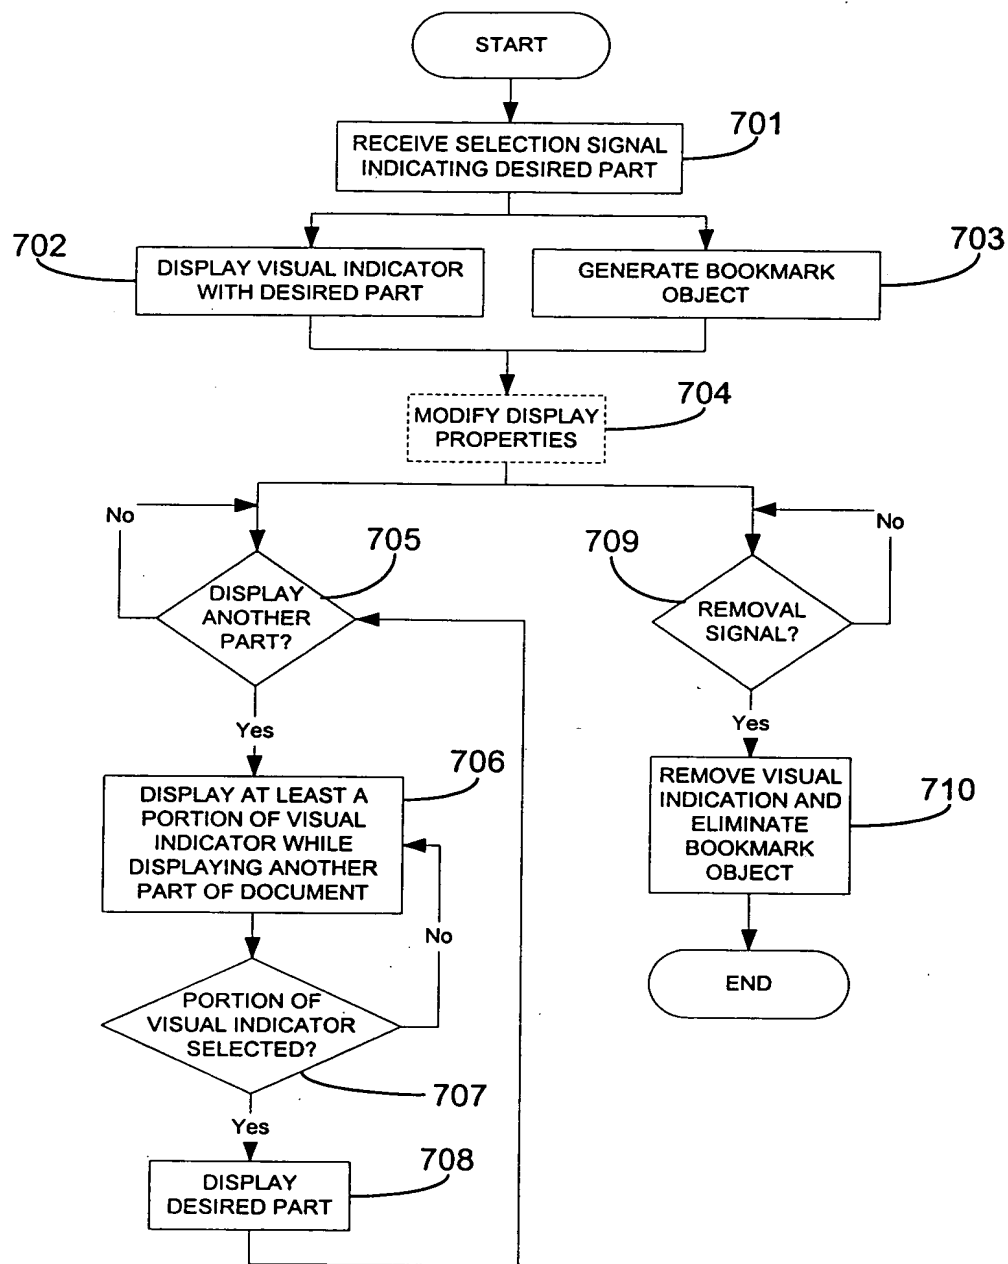 START
701
RECEIVE SELECTION SIGNAL
INDICATING DESIRED PART
702
DISPLAY VISUAL INDICATOR
WITH DESIRED PART
703
GENERATE BOOKMARK
OBJECT
704
MODIFY DISPLAY
PROPERTIES
No
705
DISPLAY
ANOTHER
PART?
709
No
REMOVAL
SIGNAL?
Yes
Yes
706
DISPLAY AT LEAST A
PORTION OF VISUAL
INDICATOR WHILE
DISPLAYING ANOTHER
PART OF DOCUMENT
REMOVE VISUAL
INDICATION AND
ELIMINATE
BOOKMARK
OBJECT
710
No
PORTION OF
VISUAL INDICATOR
SELECTED?
END
707
Yes
708
DISPLAY
DESIRED PART